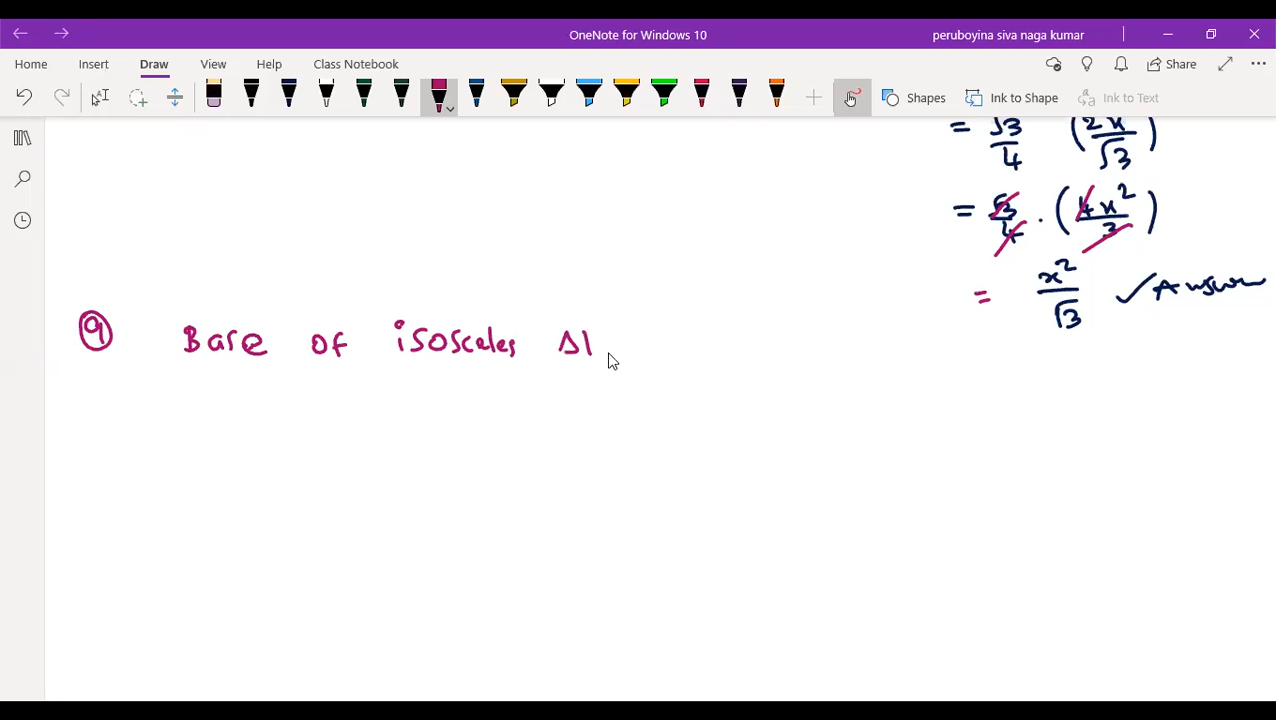 OneNote for Windows 10
peruboyina siva naga kumar
Home Insert Draw View Help Class Notebook
Share
Shapes Ink to Shape Ink to Text
= √3/4 (2x/√3)
= √3/4 . (4x²/3)
= x²/√3 ✓Answer
9 Base of isosceles Δl